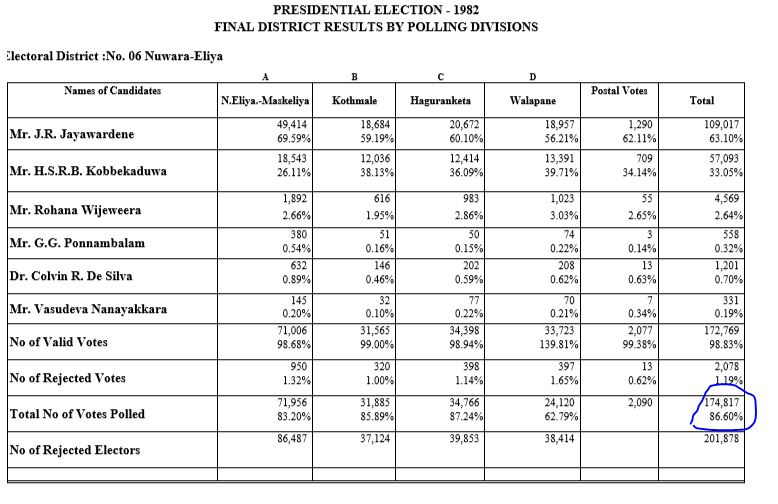 PRESIDENTIAL ELECTION - 1982
FINAL DISTRICT RESULTS BY POLLING DIVISIONS
Electoral District :No. 06 Nuwara-Eliya
A B C D
Names of Candidates N.Eliya.-Maskeliya Kothmale Haguranketa Walapane Postal Votes Total
Mr. J.R. Jayawardene 49,414 18,684 20,672 18,957 1,290 109,017
69.59% 59.19% 60.10% 56.21% 62.11% 63.10%
Mr. H.S.R.B. Kobbekaduwa 18,543 12,036 12,414 13,391 709 57,093
26.11% 38.13% 36.09% 39.71% 34.14% 33.05%
Mr. Rohana Wijeweera 1,892 616 983 1,023 55 4,569
2.66% 1.95% 2.86% 3.03% 2.65% 2.64%
Mr. G.G. Ponnambalam 380 51 50 74 3 558
0.54% 0.16% 0.15% 0.22% 0.14% 0.32%
Dr. Colvin R. De Silva 632 146 202 208 13 1,201
0.89% 0.46% 0.59% 0.62% 0.63% 0.70%
Mr. Vasudeva Nanayakkara 145 32 77 70 7 331
0.20% 0.10% 0.22% 0.21% 0.34% 0.19%
No of Valid Votes 71,006 31,565 34,398 33,723 2,077 172,769
98.68% 99.00% 98.94% 139.81% 99.38% 98.83%
No of Rejected Votes 950 320 398 397 13 2,078
1.32% 1.00% 1.14% 1.65% 0.62% 1.19%
Total No of Votes Polled 71,956 31,885 34,766 24,120 2,090 174,817
83.20% 85.89% 87.24% 62.79% 86.60%
No of Rejected Electors 86,487 37,124 39,853 38,414 201,878